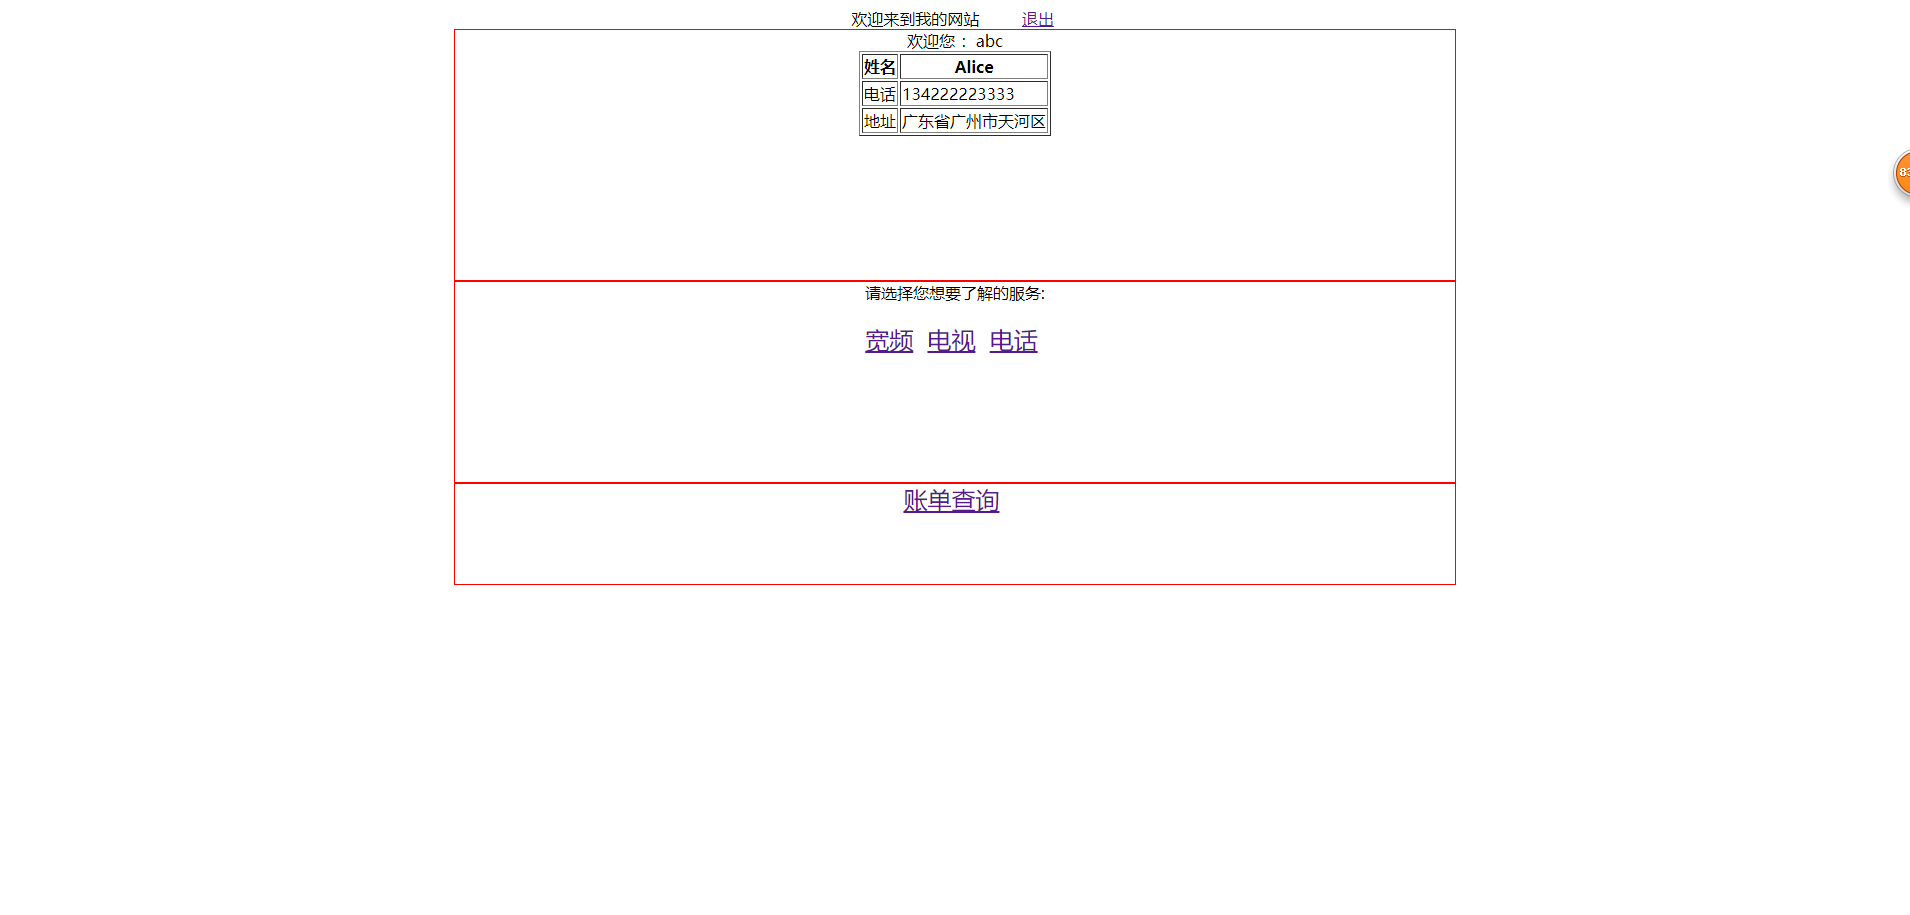 欢迎来到我的网站 退出
欢迎您： abc
姓名 Alice
电话 134222223333
地址 广东省广州市天河区
请选择您想要了解的服务:
宽频 电视 电话
账单查询